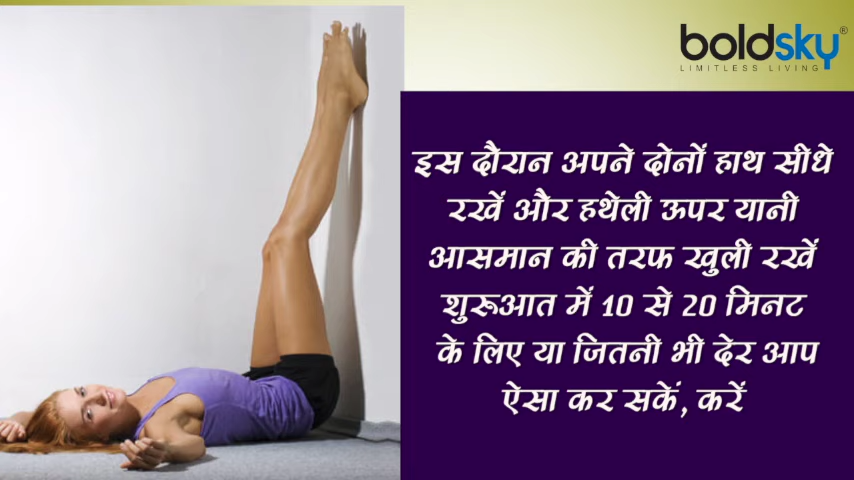 boldsky®
LIMITLESS LIVING
इस दौरान अपने दोनों हाथ सीधे
रखें और हथेली ऊपर यानी
आसमान की तरफ खुली रखें
शुरूआत में 10 से 20 मिनट
के लिए या जितनी भी देर आप
ऐसा कर सकें, करें